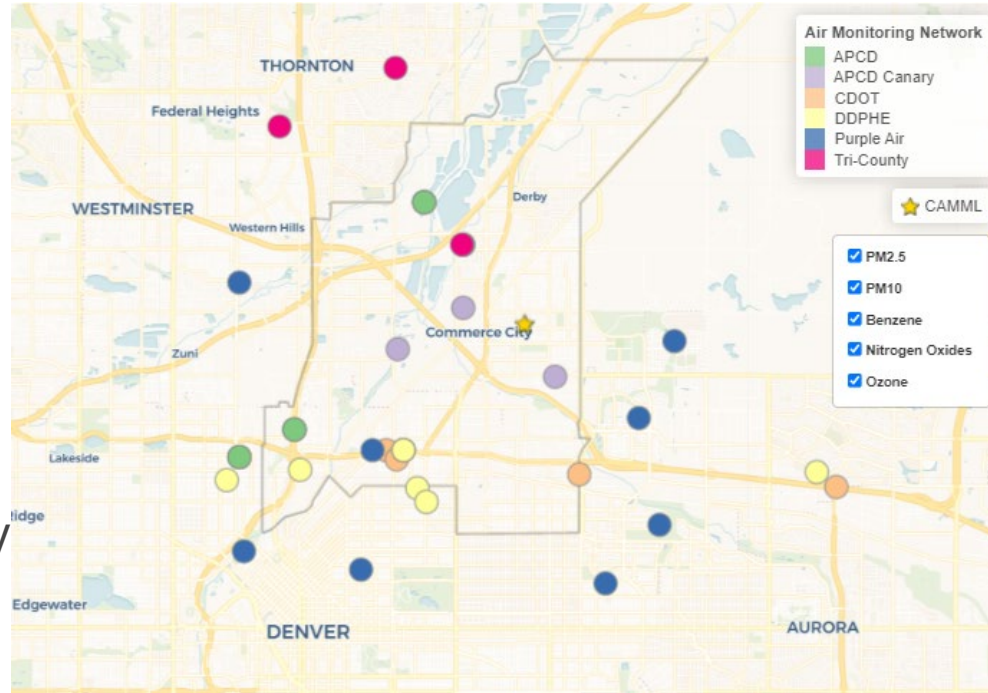 Air Monitoring Network
APCD
APCD Canary
CDOT
DDPHE
Purple Air
Tri-County
CAMML
PM2.5
PM10
Benzene
Nitrogen Oxides
Ozone
THORNTON
Federal Heights
WESTMINSTER
Western Hills
Derby
Commerce City
Zuni
Lakeside
idge
Edgewater
DENVER
AURORA